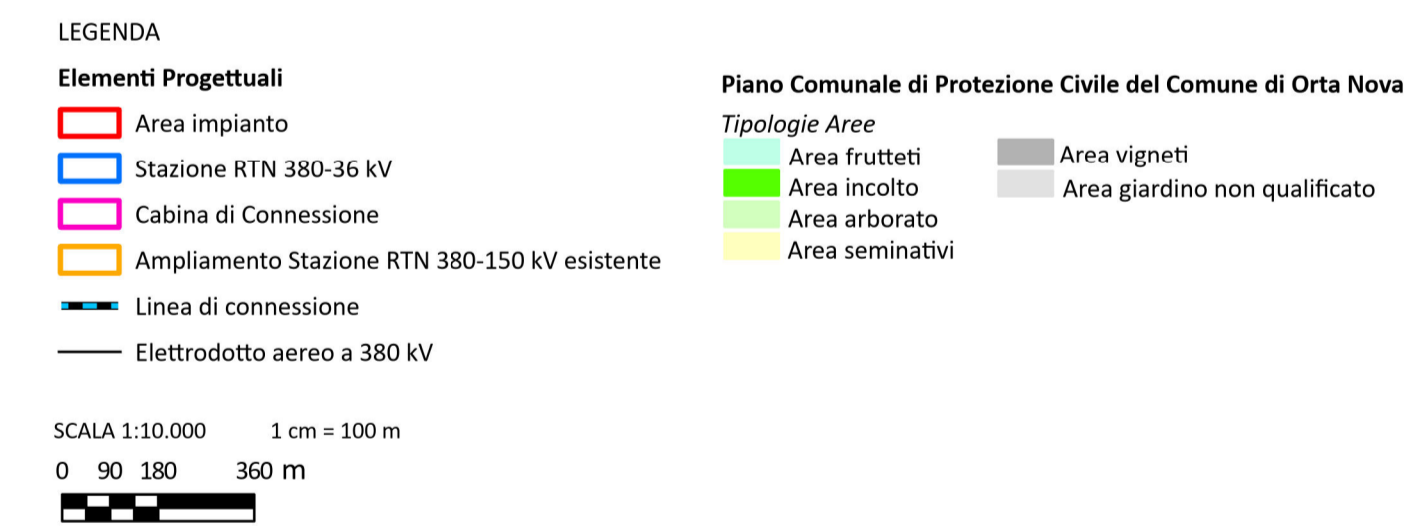 LEGENDA
Elementi Progettuali
Area impianto
Stazione RTN 380-36 kV
Cabina di Connessione
Ampliamento Stazione RTN 380-150 kV esistente
Linea di connessione
Elettrodotto aereo a 380 kV
SCALA 1:10.000 1 cm = 100 m
0 90 180 360 m
Piano Comunale di Protezione Civile del Comune di Orta Nova
Tipologie Aree
Area frutteti
Area incolto
Area arborato
Area seminativi
Area vigneti
Area giardino non qualificato